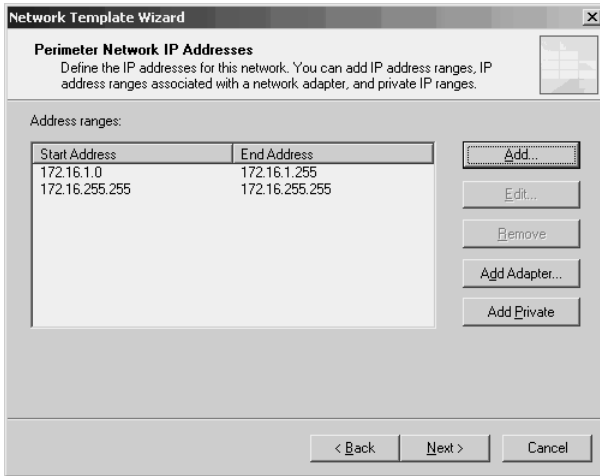 Network Template Wizard
Perimeter Network IP Addresses
Define the IP addresses for this network. You can add IP address ranges, IP
address ranges associated with a network adapter, and private IP ranges.
Address ranges:
Start Address End Address
172.16.1.0 172.16.1.255
172.16.255.255 172.16.255.255
Add...
Edit...
Remove
Add Adapter...
Add Private
< Back Next > Cancel